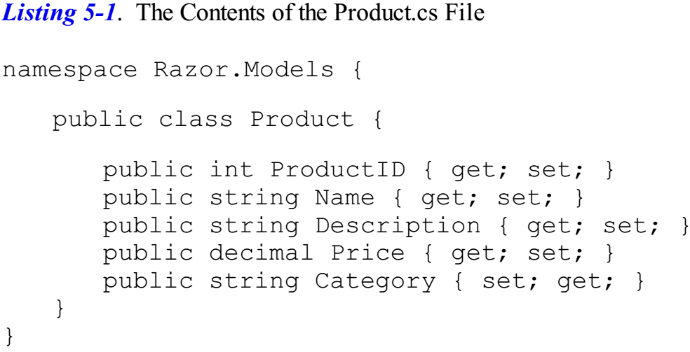 Listing 5-1. The Contents of the Product.cs File
namespace Razor.Models {
public class Product {
public int ProductID { get; set; }
public string Name { get; set; }
public string Description { get; set; }
public decimal Price { get; set; }
public string Category { set; get; }
}
}